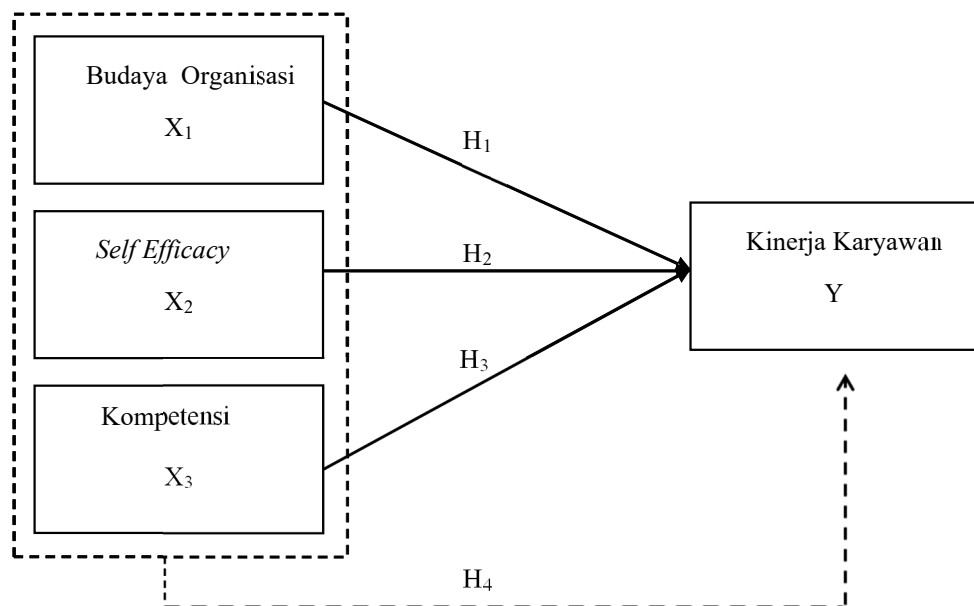 Budaya Organisasi
X₁
H₁
Self Efficacy
X₂
H₂
Kinerja Karyawan
Y
H₃
Kompetensi
X₃
H₄